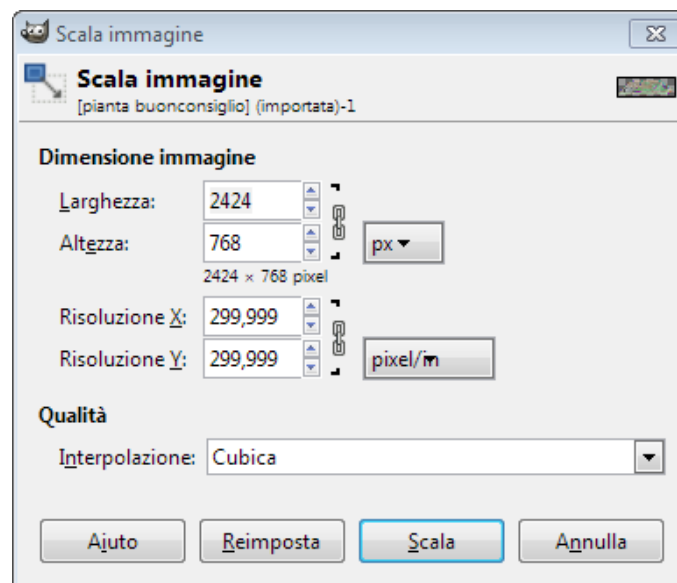 Scala immagine
Scala immagine
[pianta buonconsiglio] (importata)-1
Dimensione immagine
Larghezza: 2424
Altezza: 768 px
2424 × 768 pixel
Risoluzione X: 299,999
Risoluzione Y: 299,999 pixel/in
Qualità
Interpolazione: Cubica
Aiuto Reimposta Scala Annulla